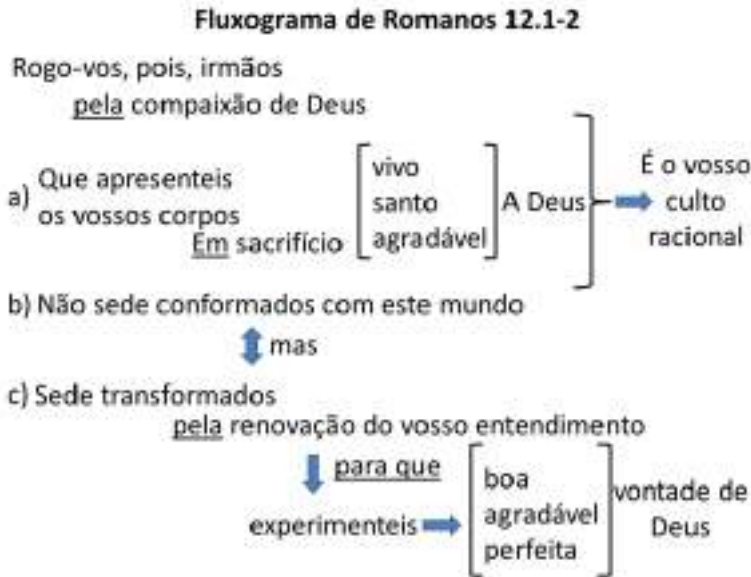 Fluxograma de Romanos 12.1-2
Rogo-vos, pois, irmãos
pela compaixão de Deus
a) Que apresenteis
os vossos corpos
Em sacrifício
vivo
santo
agradável
A Deus
É o vosso
culto
racional
b) Não sede conformados com este mundo
mas
c) Sede transformados
pela renovação do vosso entendimento
para que
experimenteis
boa
agradável
perfeita
vontade de
Deus